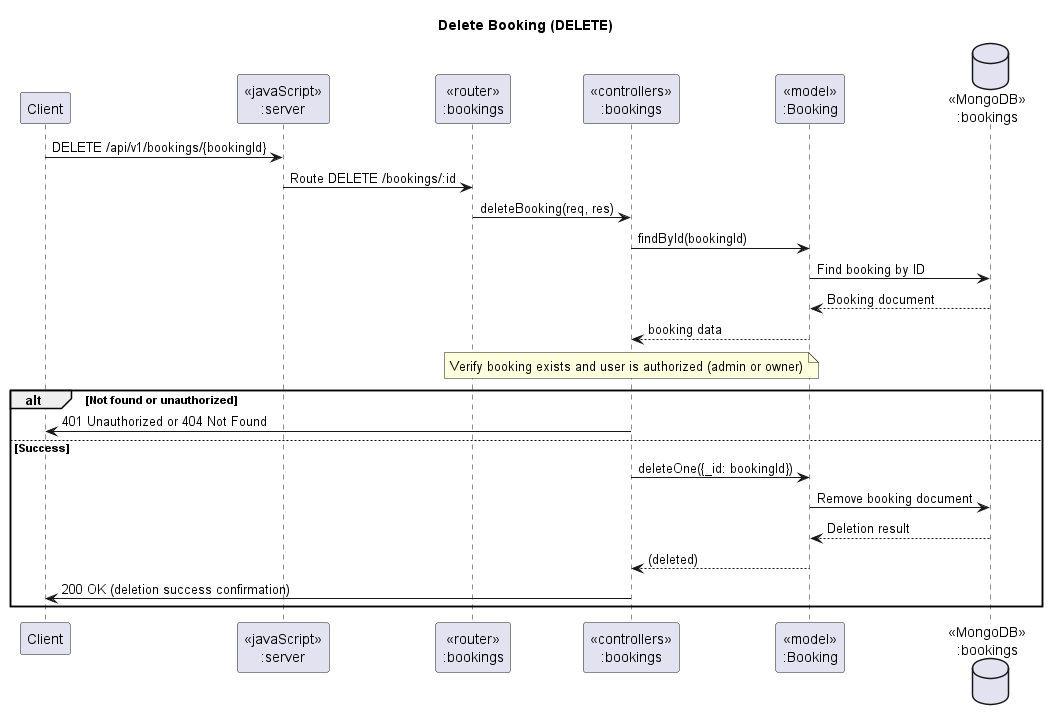 Delete Booking (DELETE)
Client
«javaScript»
:server
«router»
:bookings
«controllers»
:bookings
«model»
:Booking
«MongoDB»
:bookings
DELETE /api/v1/bookings/{bookingId}
Route DELETE /bookings/:id
deleteBooking(req, res)
findById(bookingId)
Find booking by ID
Booking document
booking data
Verify booking exists and user is authorized (admin or owner)
alt [Not found or unauthorized]
401 Unauthorized or 404 Not Found
[Success]
deleteOne({_id: bookingId})
Remove booking document
Deletion result
(deleted)
200 OK (deletion success confirmation)
Client
«javaScript»
:server
«router»
:bookings
«controllers»
:bookings
«model»
:Booking
«MongoDB»
:bookings